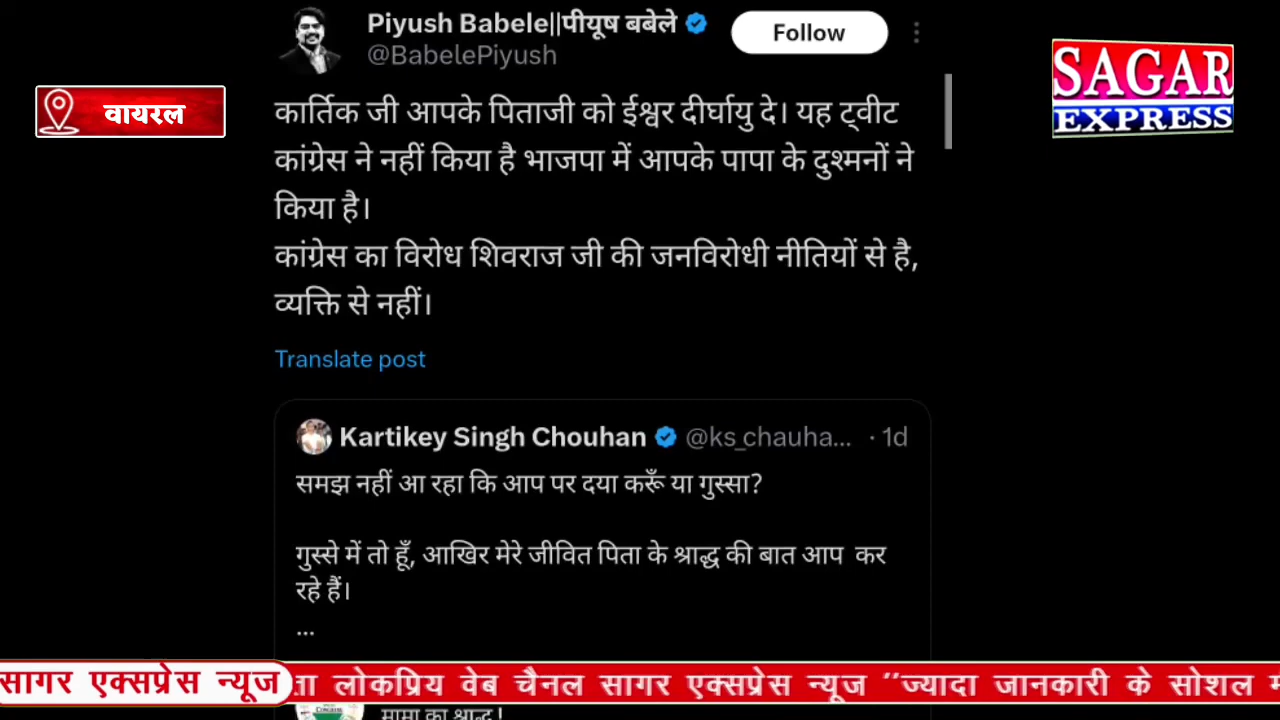 Piyush Babele||पीयूष बबेले
Follow
@BabelePiyush
वायरल
SAGAR
EXPRESS
कार्तिक जी आपके पिताजी को ईश्वर दीर्घायु दे। यह ट्वीट
कांग्रेस ने नहीं किया है भाजपा में आपके पापा के दुश्मनों ने
किया है।
कांग्रेस का विरोध शिवराज जी की जनविरोधी नीतियों से है,
व्यक्ति से नहीं।
Translate post
Kartikey Singh Chouhan @ks_chauha... · 1d
समझ नहीं आ रहा कि आप पर दया करूँ या गुस्सा?
गुस्से में तो हूँ, आखिर मेरे जीवित पिता के श्राद्ध की बात आप कर
रहे हैं।
...
सागर एक्सप्रेस न्यूज
लोकप्रिय वेब चैनल सागर एक्सप्रेस न्यूज ''ज्यादा जानकारी के सोशल
CONGRESS
मामा का श्राद्ध!